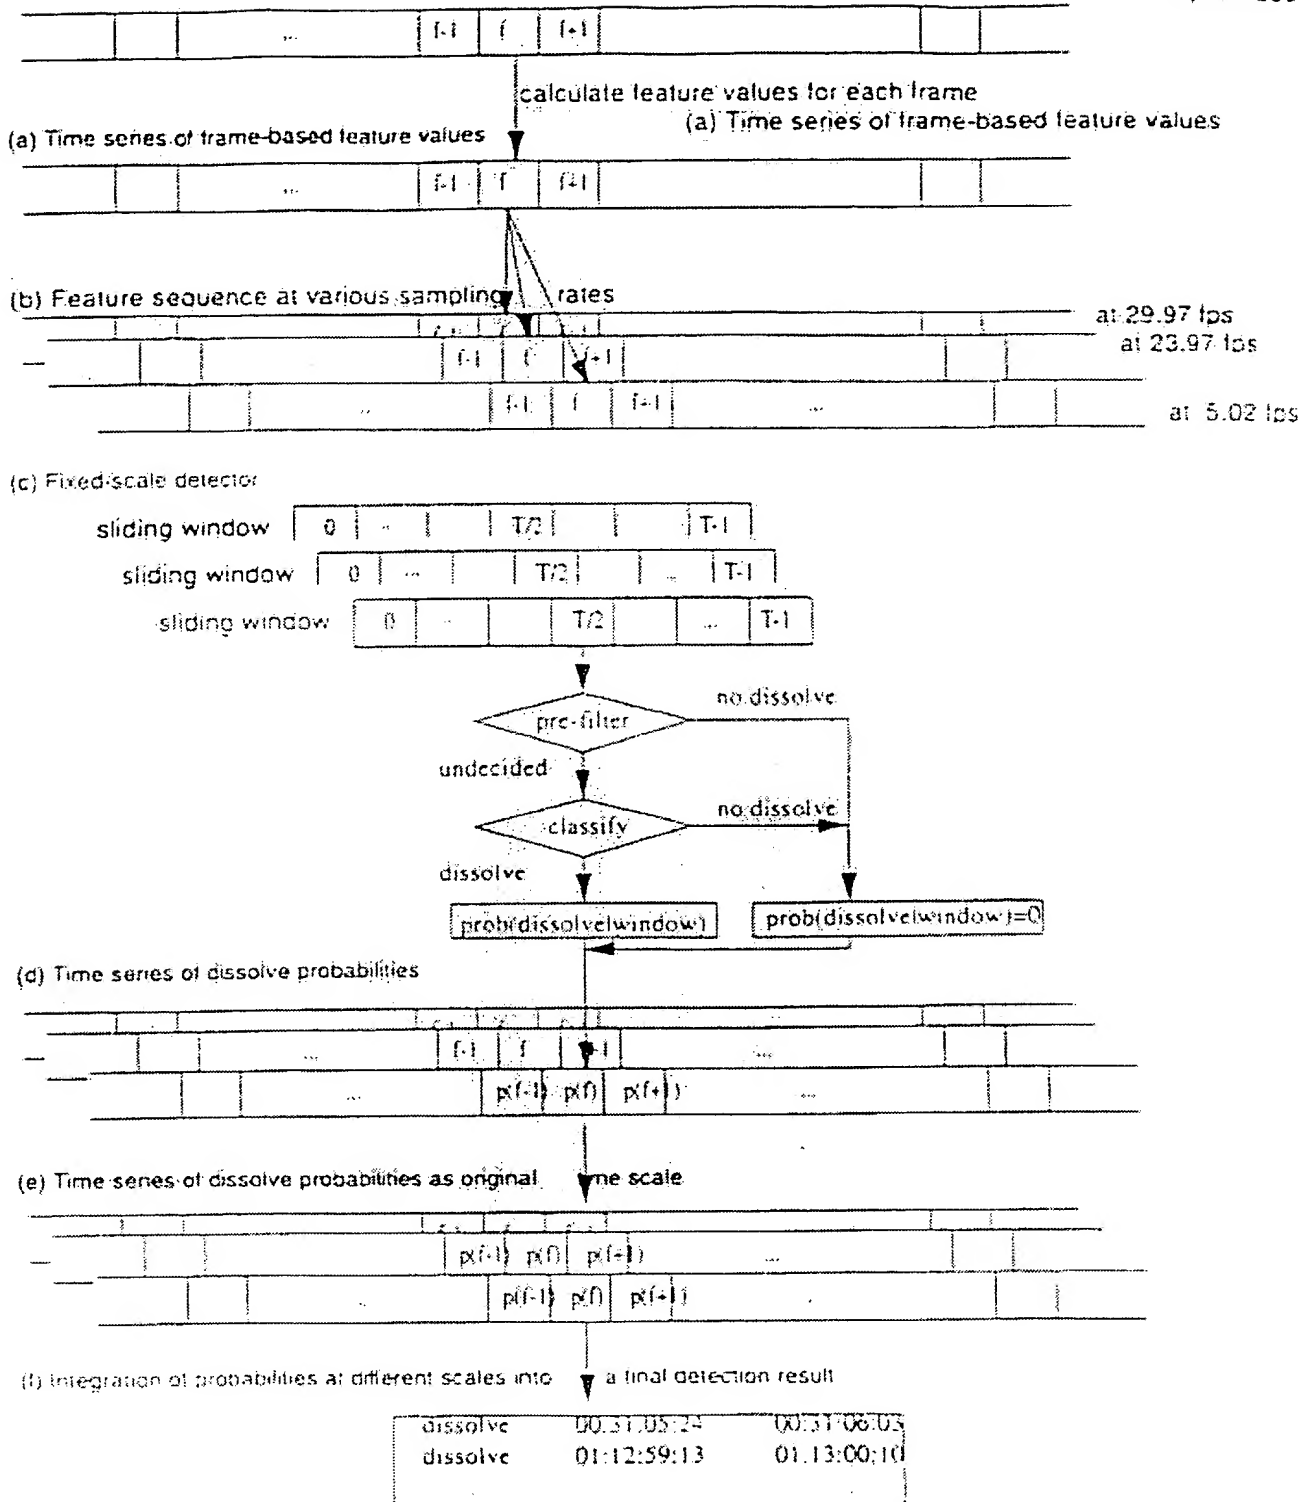 ... f-1 f f+1
calculate feature values for each frame
(a) Time series of frame-based feature values
(a) Time series of frame-based feature values
... f-1 f f+1
(b) Feature sequence at various sampling rates
at 29.97 fps
f-1 f f+1
at 23.97 fps
... f-1 f f+1 ...
at 5.02 fps
(c) Fixed-scale detector
sliding window 0 ... T/2 T-1
sliding window 0 ... T/2 ... T-1
sliding window 0 ... T/2 ... T-1
no dissolve
pre-filter
undecided
no dissolve
classify
dissolve
prob(dissolve|window) prob(dissolve|window)=0
(d) Time series of dissolve probabilities
... f-1 f f+1 ...
... p(f-1) p(f) p(f+1) ...
(e) Time series of dissolve probabilities as original me scale
p(f-1) p(f) p(f+1) ...
... p(f-1) p(f) p(f+1)
(f) Integration of probabilities at different scales into a final detection result
dissolve 00:51:05:24 00:51:06:03
dissolve 01:12:59:13 01:13:00:10